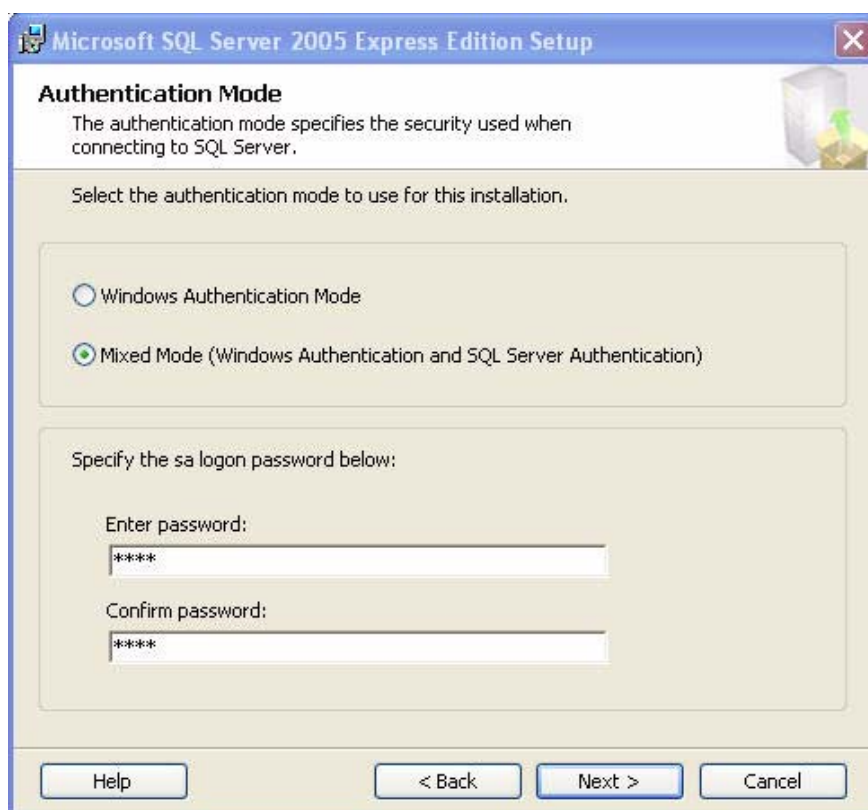 Microsoft SQL Server 2005 Express Edition Setup
Authentication Mode
The authentication mode specifies the security used when
connecting to SQL Server.
Select the authentication mode to use for this installation.
Windows Authentication Mode
Mixed Mode (Windows Authentication and SQL Server Authentication)
Specify the sa logon password below:
Enter password:
****
Confirm password:
****
Help
< Back
Next >
Cancel